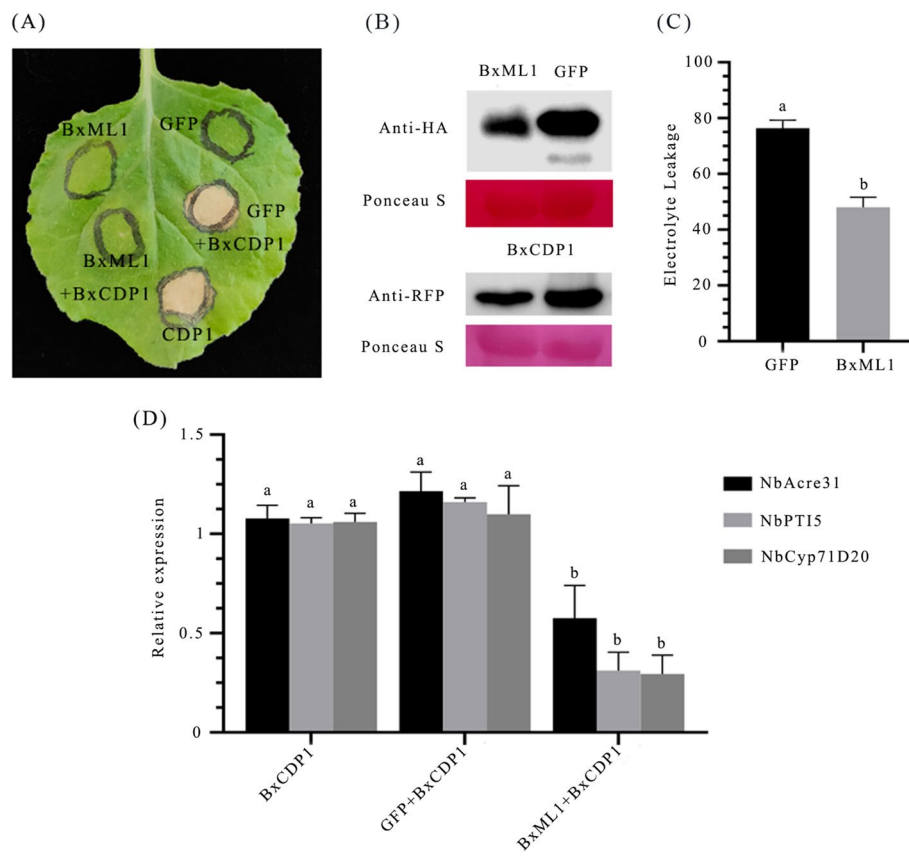 (A)
BxML1
GFP
GFP
+BxCDP1
BxML1
+BxCDP1
CDP1
(B)
BxML1 GFP
Anti-HA
Ponceau S
BxCDP1
Anti-RFP
Ponceau S
(C)
Electrolyte Leakage
100
80
60
40
20
0
a
b
GFP BxML1
(D)
Relative expression
1.5
1
0.5
0
a a a
a a a
b b b
BxCDP1
GFP+BxCDP1
BxML1+BxCDP1
NbAcre31
NbPTI5
NbCyp71D20